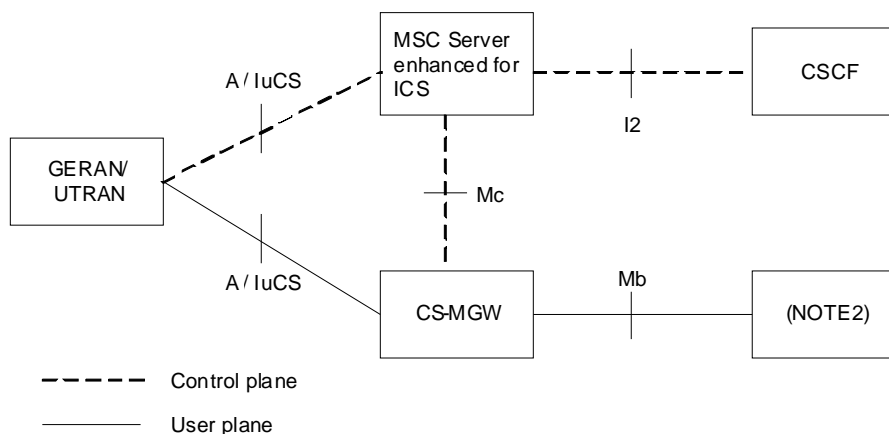 MSC Server
enhanced for
ICS
CSCF
A / IuCS
I2
GERAN/
UTRAN
Mc
A / IuCS
Mb
CS-MGW
(NOTE2)
Control plane
User plane